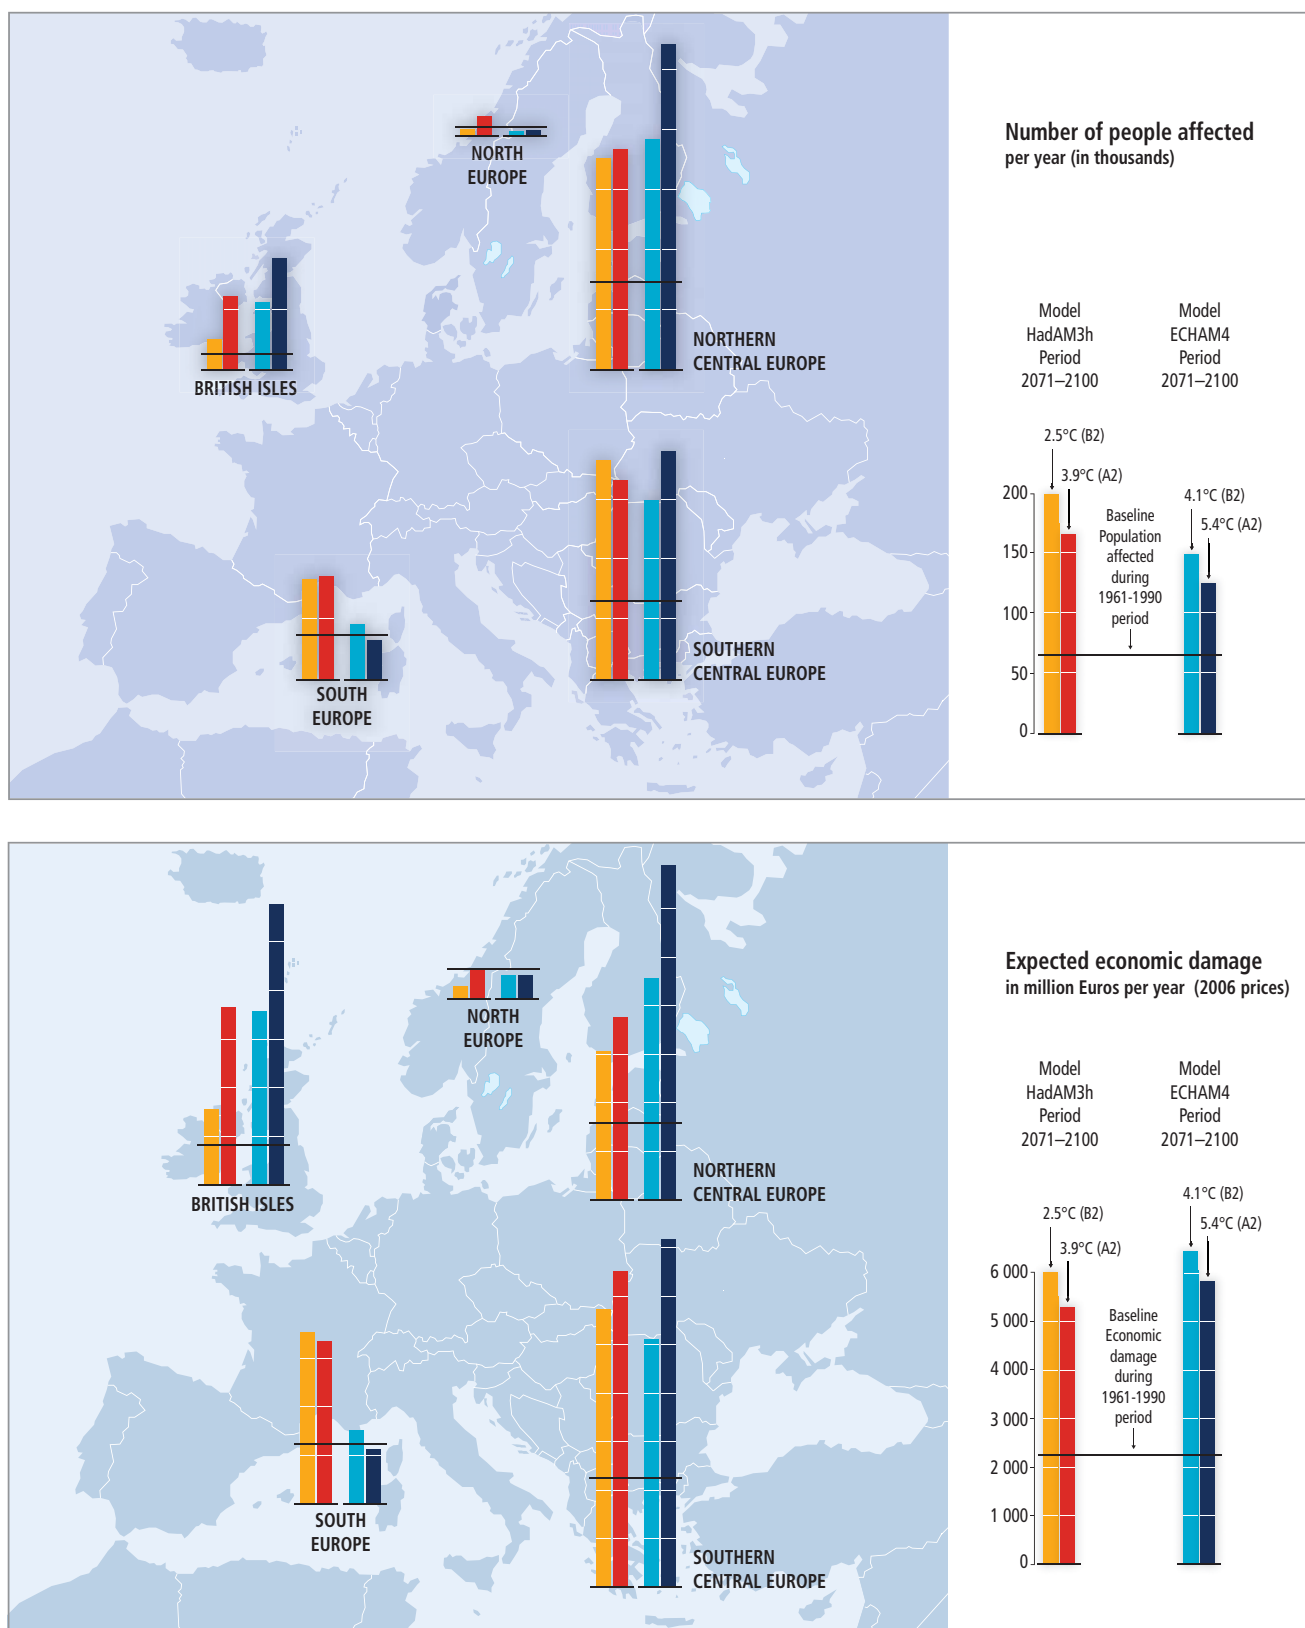 NORTH
EUROPE
BRITISH ISLES
NORTHERN
CENTRAL EUROPE
SOUTHERN
CENTRAL EUROPE
SOUTH
EUROPE
Number of people affected
per year (in thousands)
Model
HadAM3h
Period
2071–2100
Model
ECHAM4
Period
2071–2100
2.5°C (B2)
3.9°C (A2)
4.1°C (B2)
5.4°C (A2)
200
150
100
50
0
Baseline
Population
affected
during
1961-1990
period
NORTH
EUROPE
BRITISH ISLES
NORTHERN
CENTRAL EUROPE
SOUTH
EUROPE
SOUTHERN
CENTRAL EUROPE
Expected economic damage
in million Euros per year (2006 prices)
Model
HadAM3h
Period
2071–2100
Model
ECHAM4
Period
2071–2100
2.5°C (B2)
3.9°C (A2)
4.1°C (B2)
5.4°C (A2)
6 000
5 000
4 000
3 000
2 000
1 000
0
Baseline
Economic
damage
during
1961-1990
period